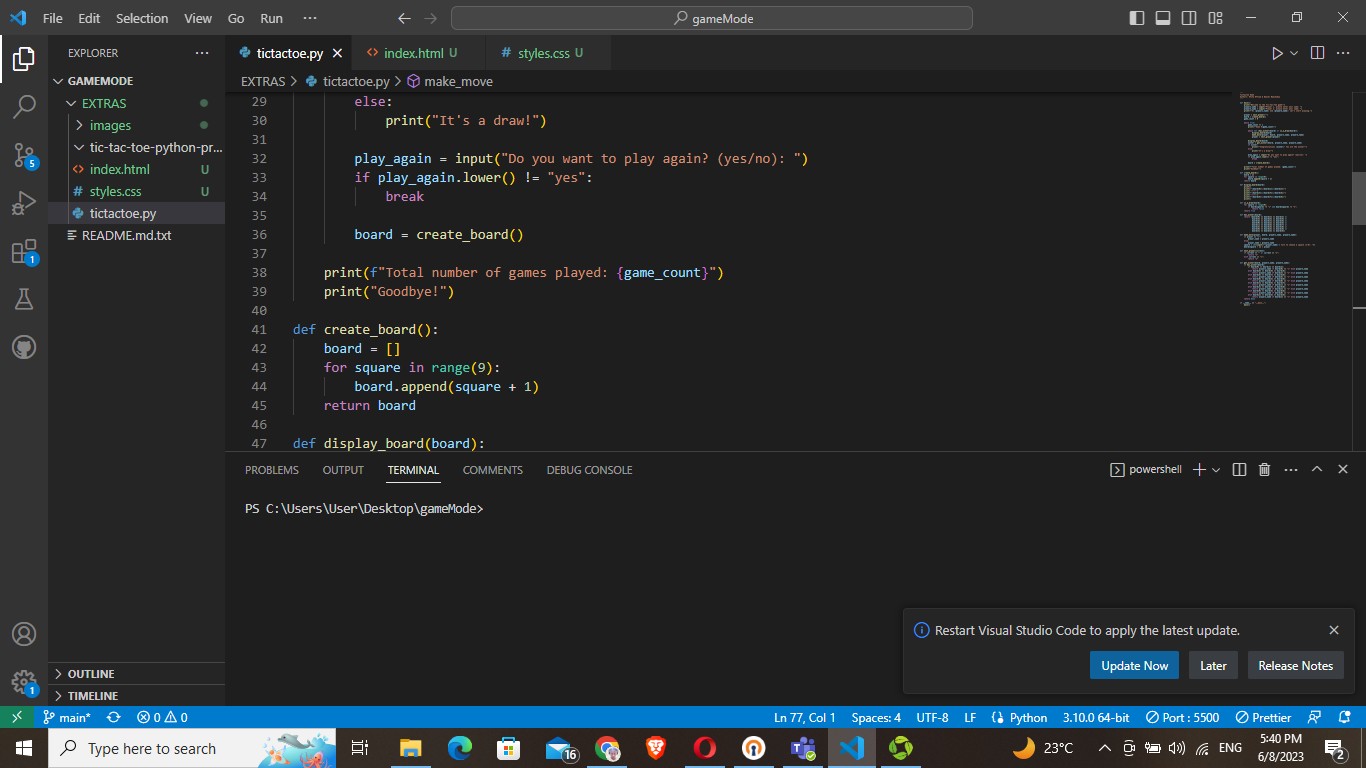 File Edit Selection View Go Run ··· gameMode
EXPLORER ···
GAMEMODE
EXTRAS
images
tic-tac-toe-python-pr...
index.html U
styles.css U
tictactoe.py
README.md.txt
OUTLINE
TIMELINE
5
1
1
tictactoe.py index.html U styles.css U
EXTRAS > tictactoe.py > make_move
29 else:
30 print("It's a draw!")
31
32 play_again = input("Do you want to play again? (yes/no): ")
33 if play_again.lower() != "yes":
34 break
35
36 board = create_board()
37
38 print(f"Total number of games played: {game_count}")
39 print("Goodbye!")
40
41 def create_board():
42 board = []
43 for square in range(9):
44 board.append(square + 1)
45 return board
46
47 def display_board(board):
PROBLEMS OUTPUT TERMINAL COMMENTS DEBUG CONSOLE powershell
PS C:\Users\User\Desktop\gameMode>
Restart Visual Studio Code to apply the latest update.
Update Now Later Release Notes
main* 0 0 Ln 77, Col 1 Spaces: 4 UTF-8 LF Python 3.10.0 64-bit Port : 5500 Prettier
Type here to search 16 23°C ENG 5:40 PM
6/8/2023 2